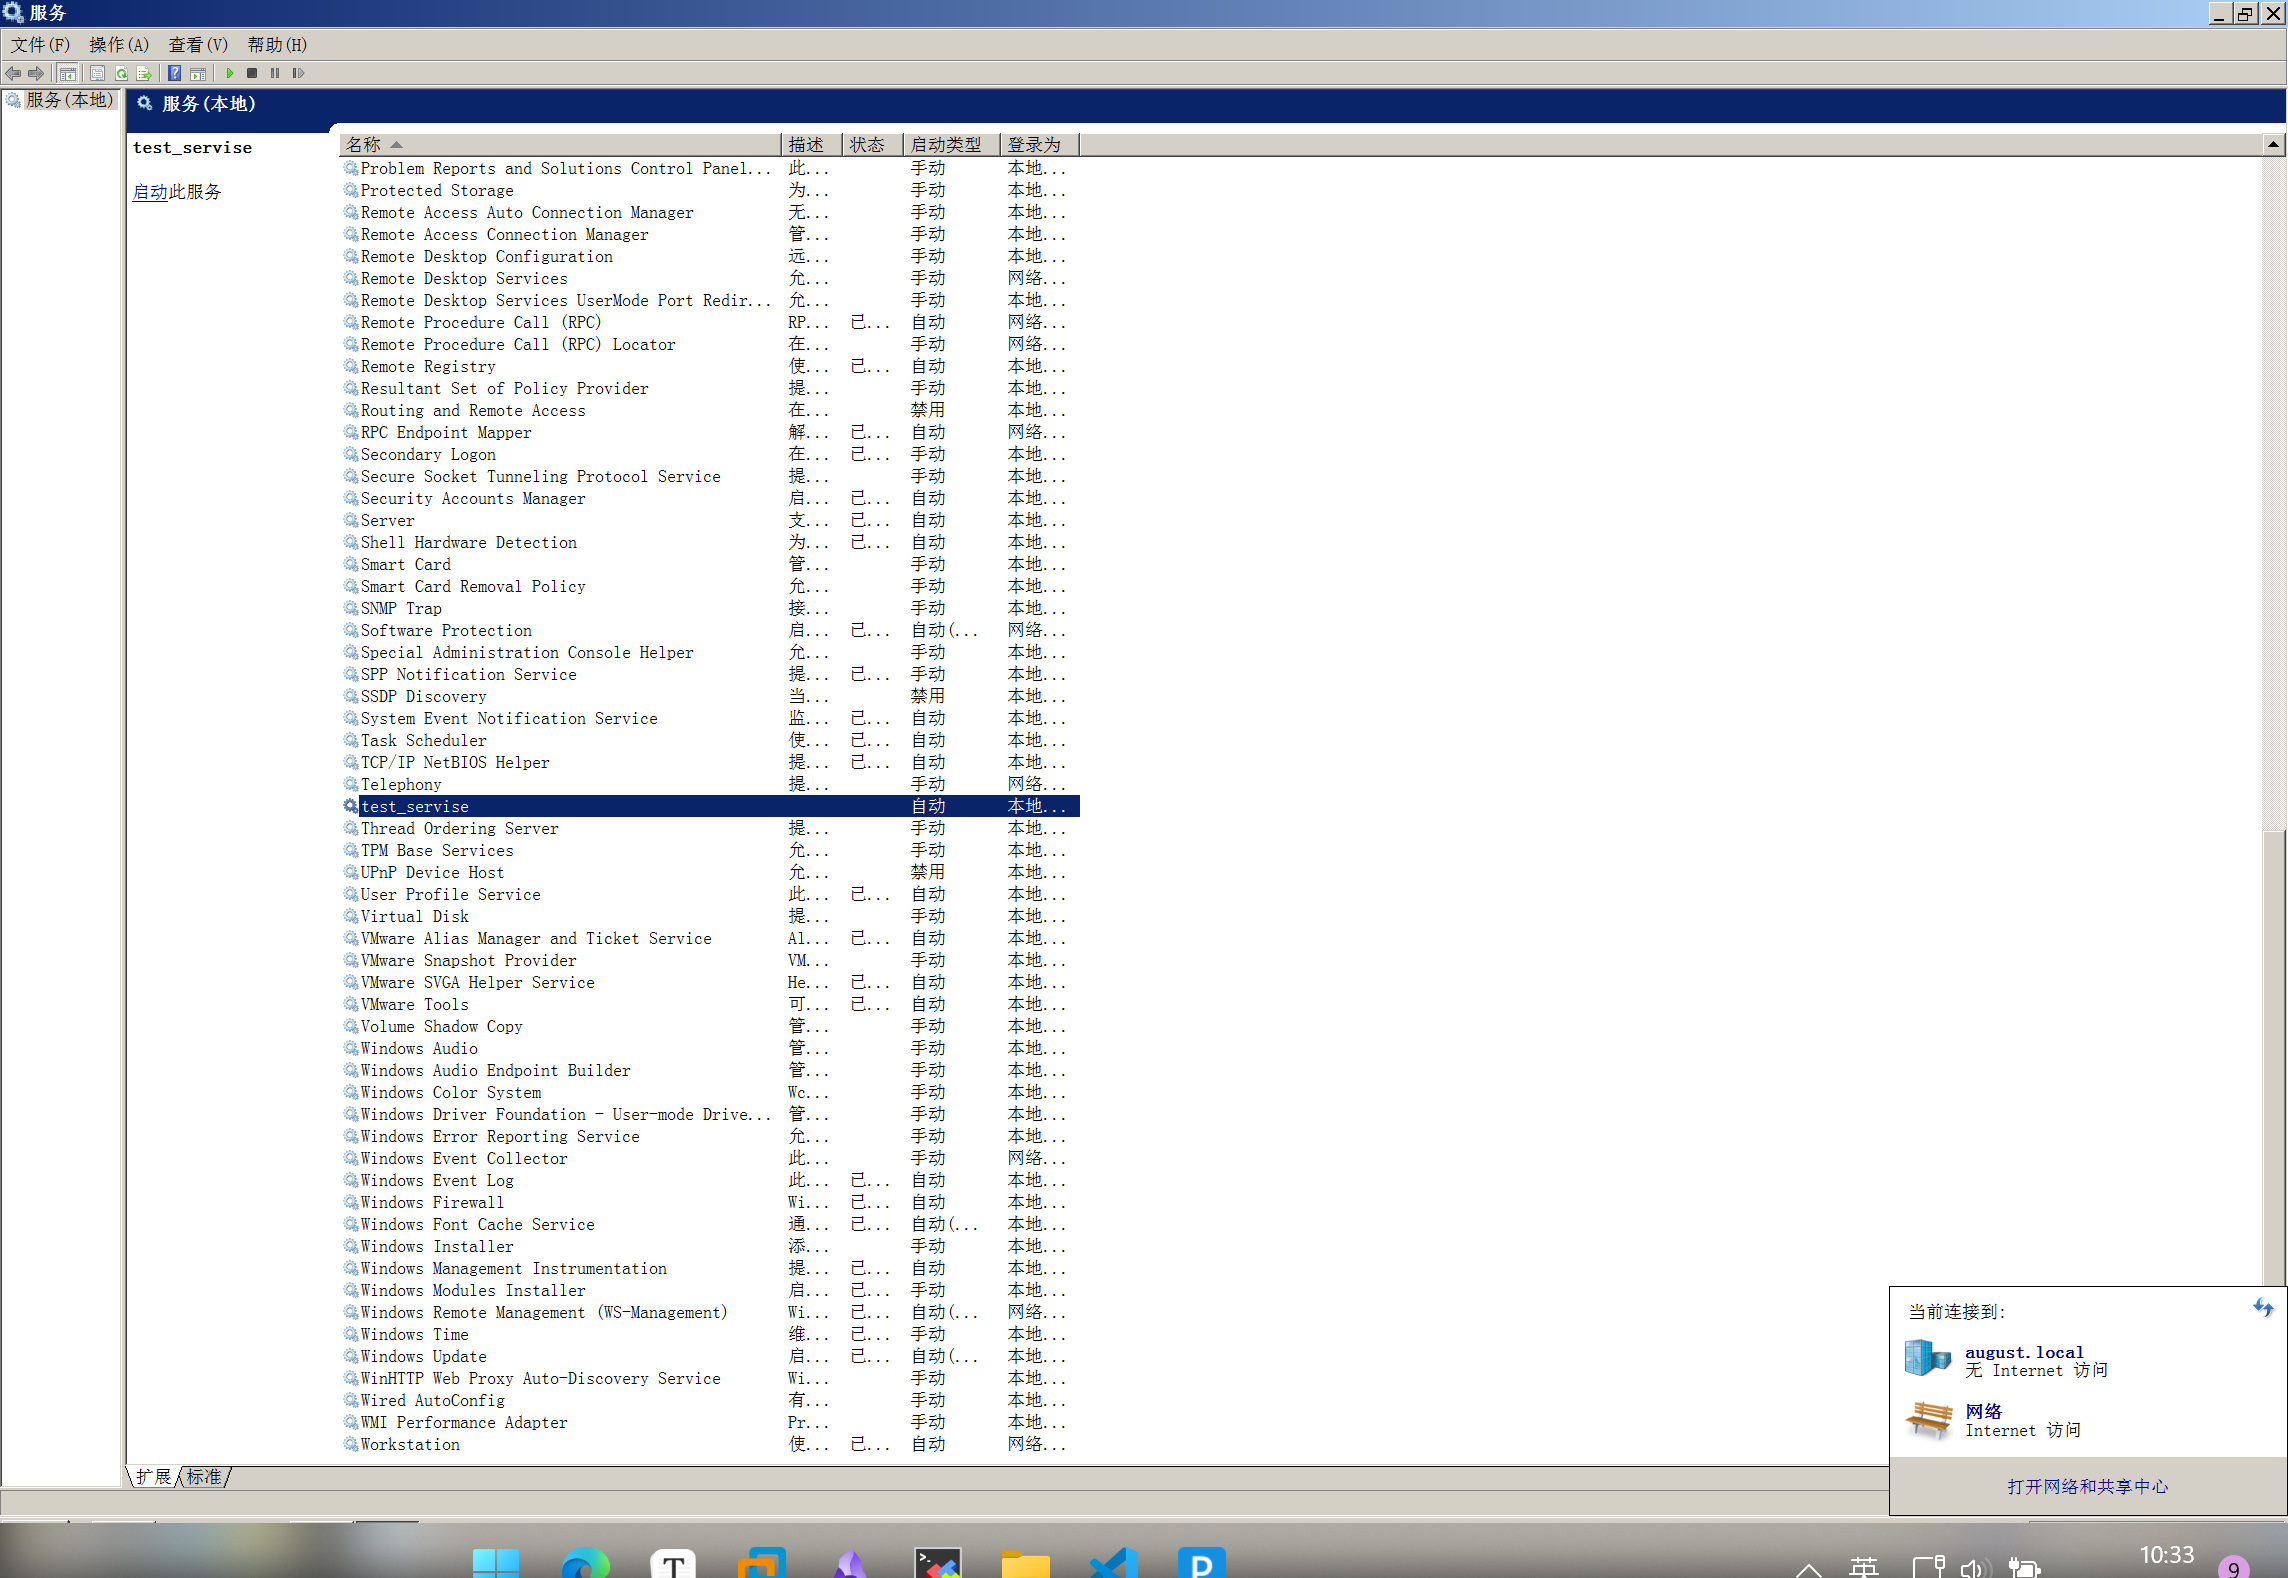 服务
文件(F) 操作(A) 查看(V) 帮助(H)
服务(本地)
服务(本地)
test_servise
启动此服务
名称 描述 状态 启动类型 登录为
Problem Reports and Solutions Control Panel... 此... 手动 本地...
Protected Storage 为... 手动 本地...
Remote Access Auto Connection Manager 无... 手动 本地...
Remote Access Connection Manager 管... 手动 本地...
Remote Desktop Configuration 远... 手动 本地...
Remote Desktop Services 允... 手动 网络...
Remote Desktop Services UserMode Port Redir... 允... 手动 本地...
Remote Procedure Call (RPC) RP... 已... 自动 网络...
Remote Procedure Call (RPC) Locator 在... 手动 网络...
Remote Registry 使... 已... 自动 本地...
Resultant Set of Policy Provider 提... 手动 本地...
Routing and Remote Access 在... 禁用 本地...
RPC Endpoint Mapper 解... 已... 自动 网络...
Secondary Logon 在... 已... 手动 本地...
Secure Socket Tunneling Protocol Service 提... 手动 本地...
Security Accounts Manager 启... 已... 自动 本地...
Server 支... 已... 自动 本地...
Shell Hardware Detection 为... 已... 自动 本地...
Smart Card 管... 手动 本地...
Smart Card Removal Policy 允... 手动 本地...
SNMP Trap 接... 手动 本地...
Software Protection 启... 已... 自动(... 网络...
Special Administration Console Helper 允... 手动 本地...
SPP Notification Service 提... 已... 手动 本地...
SSDP Discovery 当... 禁用 本地...
System Event Notification Service 监... 已... 自动 本地...
Task Scheduler 使... 已... 自动 本地...
TCP/IP NetBIOS Helper 提... 已... 自动 本地...
Telephony 提... 手动 网络...
test_servise 自动 本地...
Thread Ordering Server 提... 手动 本地...
TPM Base Services 允... 手动 本地...
UPnP Device Host 允... 禁用 本地...
User Profile Service 此... 已... 自动 本地...
Virtual Disk 提... 手动 本地...
VMware Alias Manager and Ticket Service Al... 已... 自动 本地...
VMware Snapshot Provider VM... 手动 本地...
VMware SVGA Helper Service He... 已... 自动 本地...
VMware Tools 可... 已... 自动 本地...
Volume Shadow Copy 管... 手动 本地...
Windows Audio 管... 手动 本地...
Windows Audio Endpoint Builder 管... 手动 本地...
Windows Color System Wc... 手动 本地...
Windows Driver Foundation - User-mode Drive... 管... 手动 本地...
Windows Error Reporting Service 允... 手动 本地...
Windows Event Collector 此... 手动 网络...
Windows Event Log 此... 已... 自动 本地...
Windows Firewall Wi... 已... 自动 本地...
Windows Font Cache Service 通... 已... 自动(... 本地...
Windows Installer 添... 手动 本地...
Windows Management Instrumentation 提... 已... 自动 本地...
Windows Modules Installer 启... 已... 手动 本地...
Windows Remote Management (WS-Management) Wi... 已... 自动(... 网络...
Windows Time 维... 已... 手动 本地...
Windows Update 启... 已... 自动(... 本地...
WinHTTP Web Proxy Auto-Discovery Service Wi... 手动 本地...
Wired AutoConfig 有... 手动 本地...
WMI Performance Adapter Pr... 手动 本地...
Workstation 使... 已... 自动 网络...
扩展 标准
当前连接到:
august.local
无 Internet 访问
网络
Internet 访问
打开网络和共享中心
T
P
英
10:33
9